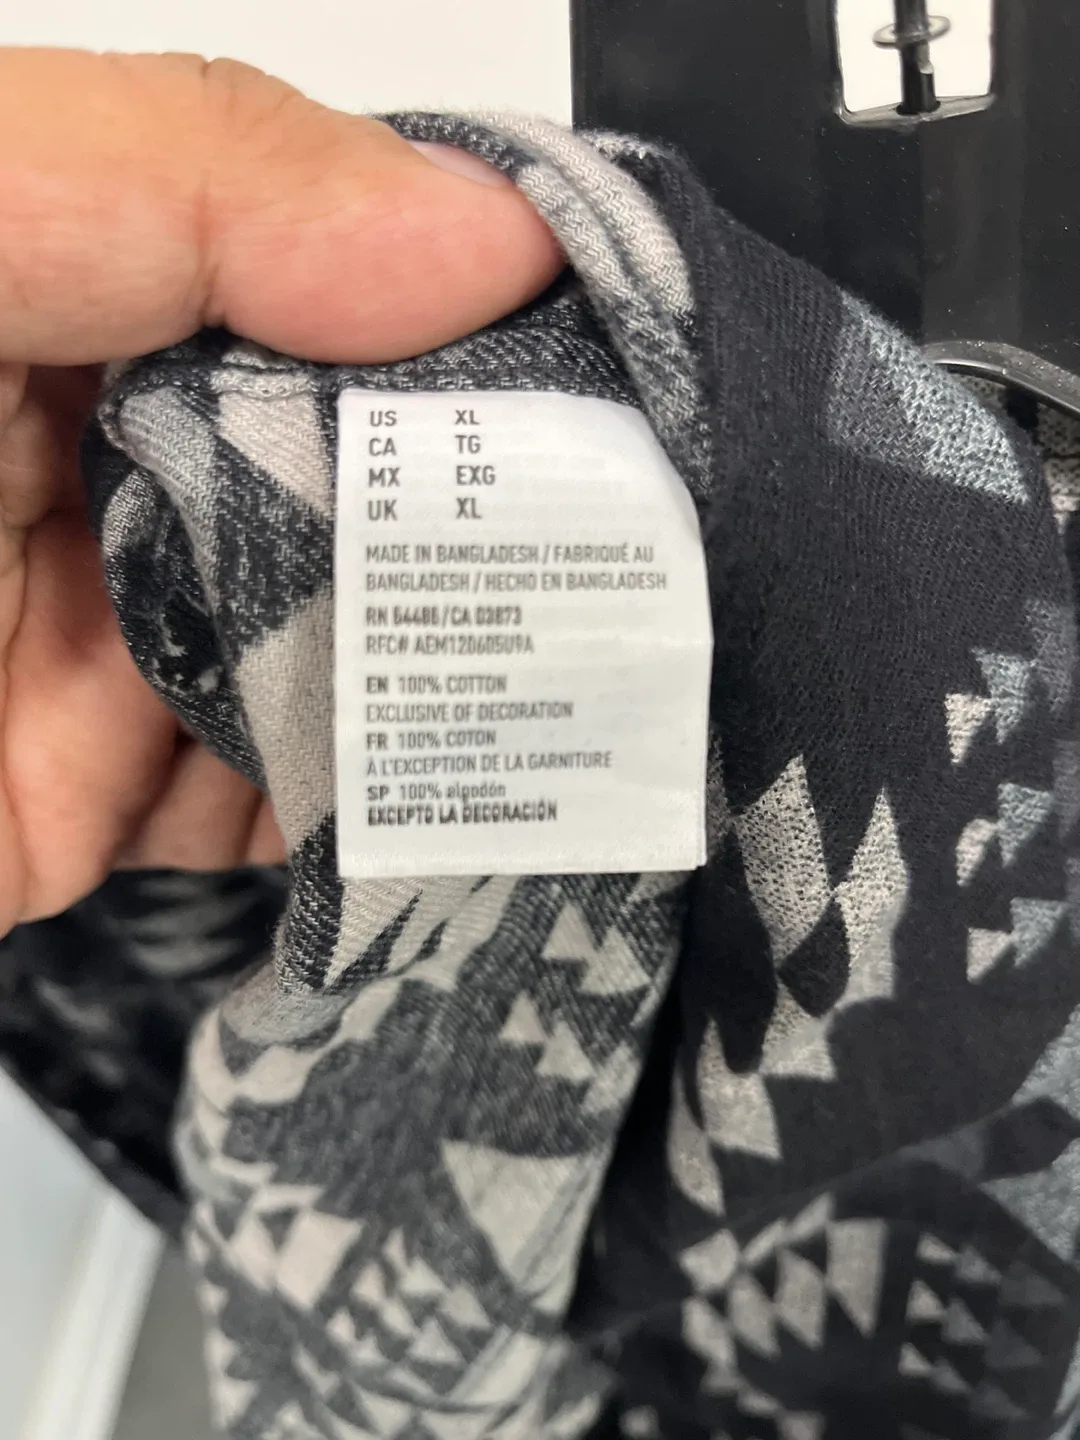 US XL
CA TG
MX EXG
UK XL
MADE IN BANGLADESH / FABRIQUÉ AU
BANGLADESH / HECHO EN BANGLADESH
RN 54486/CA 03873
RFC# AEM120605U9A
EN 100% COTTON
EXCLUSIVE OF DECORATION
FR 100% COTON
À L'EXCEPTION DE LA GARNITURE
SP 100% algodón
EXCEPTO LA DECORACIÓN